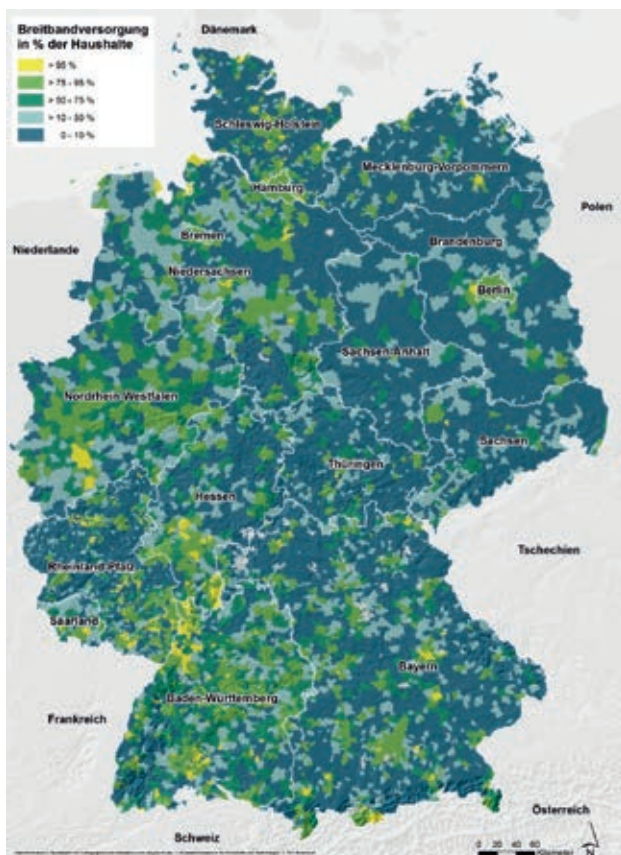 Breitbandversorgung
in % der Haushalte
> 95 %
> 75 - 95 %
> 50 - 75 %
> 10 - 50 %
0 - 10 %
Dänemark
Schleswig-Holstein
Mecklenburg-Vorpommern
Hamburg
Polen
Bremen
Brandenburg
Niederlande
Niedersachsen
Berlin
Sachsen-Anhalt
Nordrhein-Westfalen
Sachsen
Thüringen
Hessen
Tschechien
Rheinland-Pfalz
Saarland
Bayern
Baden-Württemberg
Frankreich
Österreich
Schweiz
0 20 40 60
Kilometer
N